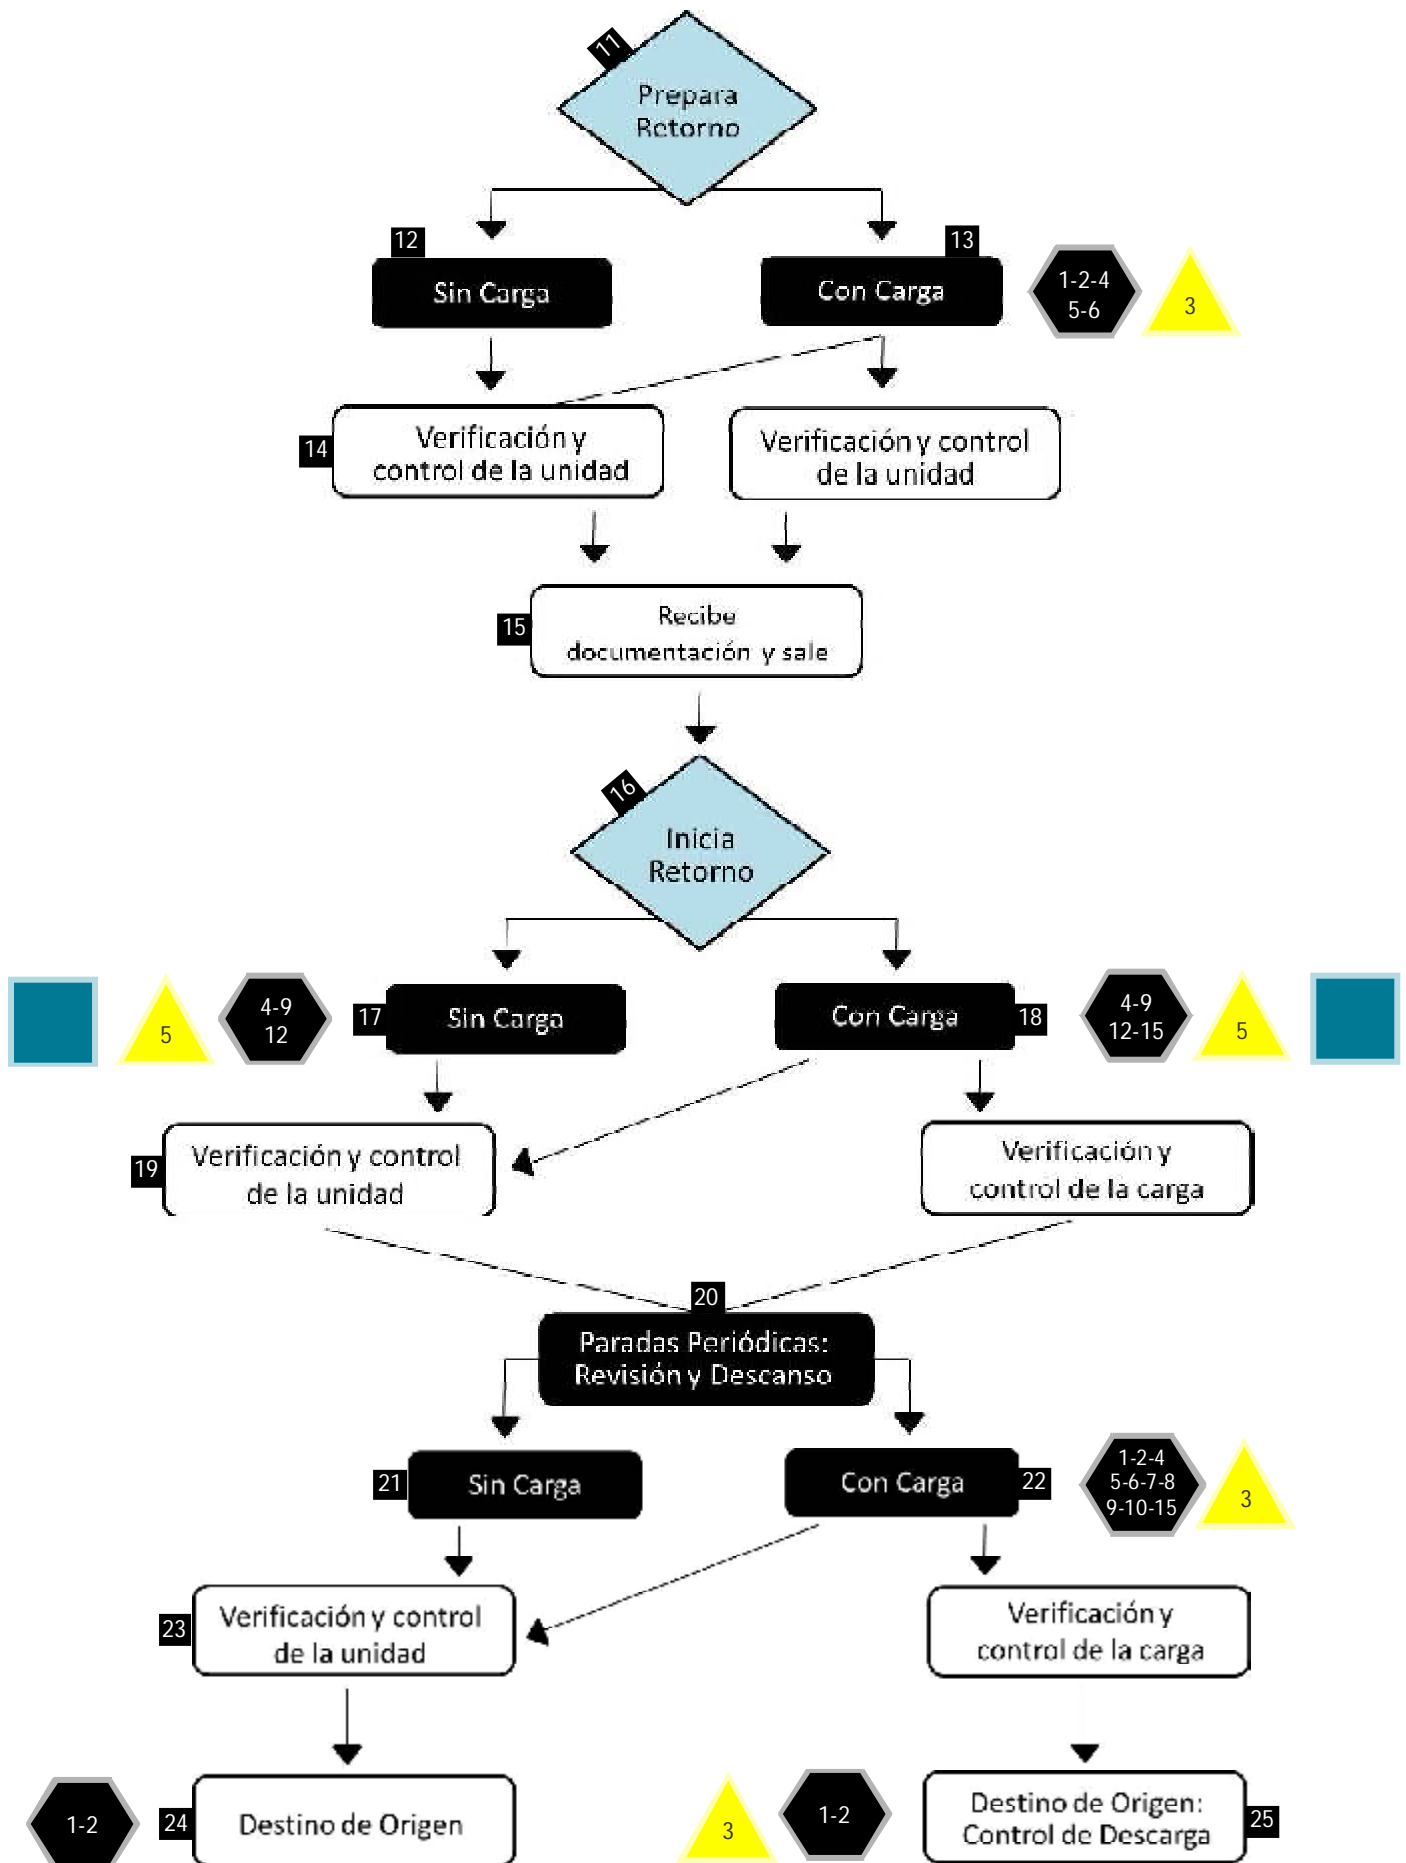 11
Prepara
Retorno
12
13
Sin Carga
Con Carga
1-2-4
5-6
3
14
Verificación y
control de la unidad
Verificación y control
de la unidad
15
Recibe
documentación y sale
16
Inicia
Retorno
5
4-9
12
17
Sin Carga
Con Carga
18
4-9
12-15
5
19
Verificación y control
de la unidad
Verificación y
control de la carga
20
Paradas Periódicas:
Revisión y Descanso
21
Sin Carga
Con Carga
22
1-2-4
5-6-7-8
9-10-15
3
23
Verificación y control
de la unidad
Verificación y
control de la carga
1-2
24
Destino de Origen
3
1-2
Destino de Origen:
Control de Descarga
25